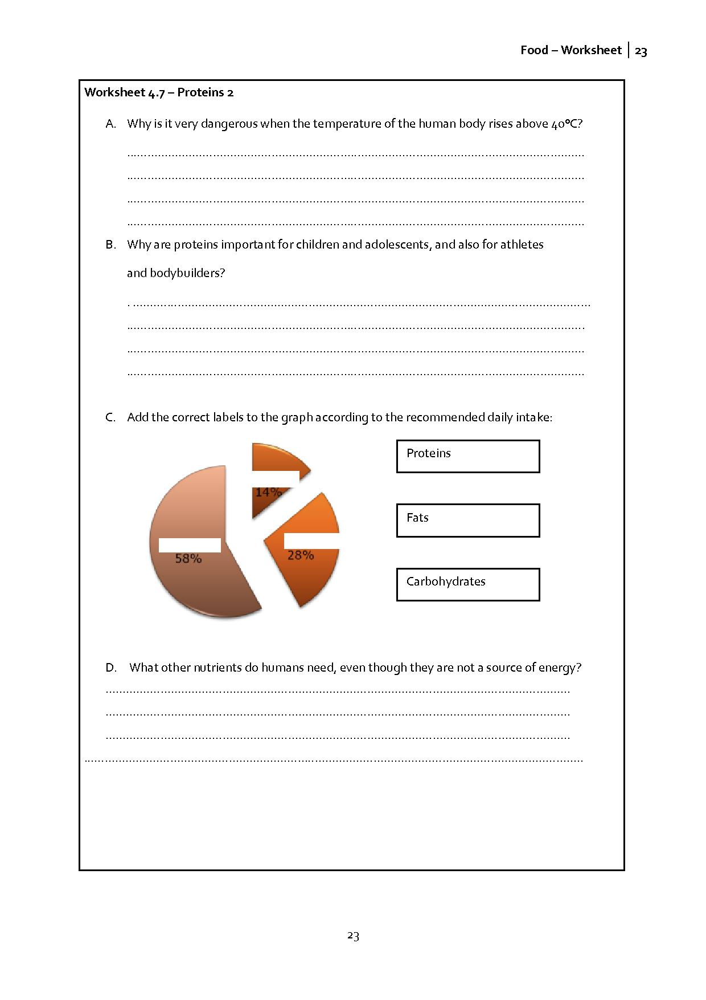 Food – Worksheet | 23
Worksheet 4.7 – Proteins 2
A. Why is it very dangerous when the temperature of the human body rises above 40°C?
B. Why are proteins important for children and adolescents, and also for athletes
and bodybuilders?
C. Add the correct labels to the graph according to the recommended daily intake:
14%
28%
58%
Proteins
Fats
Carbohydrates
D. What other nutrients do humans need, even though they are not a source of energy?
23